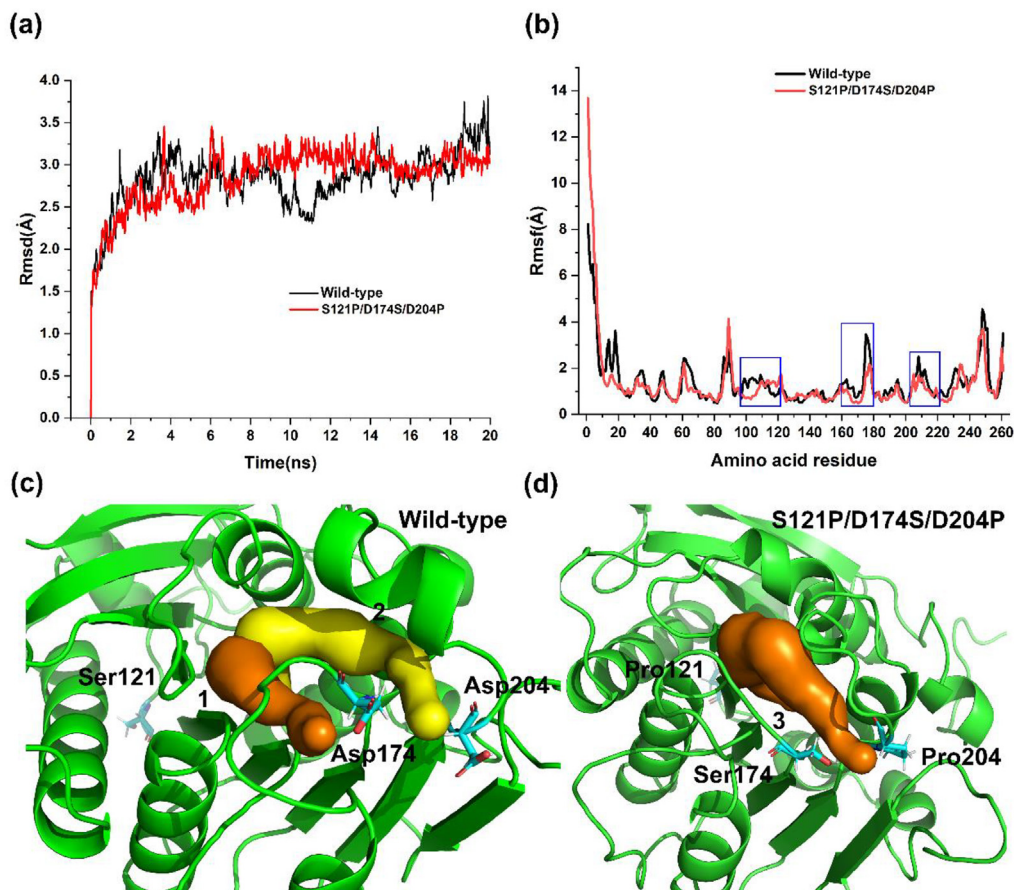 (a)
(b)
4.0
3.5
3.0
2.5
2.0
1.5
1.0
0.5
0.0
Rmsd(Å)
0 2 4 6 8 10 12 14 16 18 20
Time(ns)
Wild-type
S121P/D174S/D204P
14
12
10
8
6
4
2
0
Rmsf(Å)
0 20 40 60 80 100 120 140 160 180 200 220 240 260
Amino acid residue
Wild-type
S121P/D174S/D204P
(c)
Wild-type
2
Ser121
1
Asp174
Asp204
(d)
S121P/D174S/D204P
Pro121
3
Ser174
Pro204